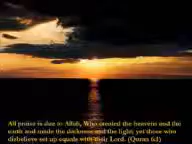 All praise is due to Allah, Who created the heavens and the
earth and made the darkness and the light; yet those who
disbelieve set up equals with their Lord. (Quran 6:1)